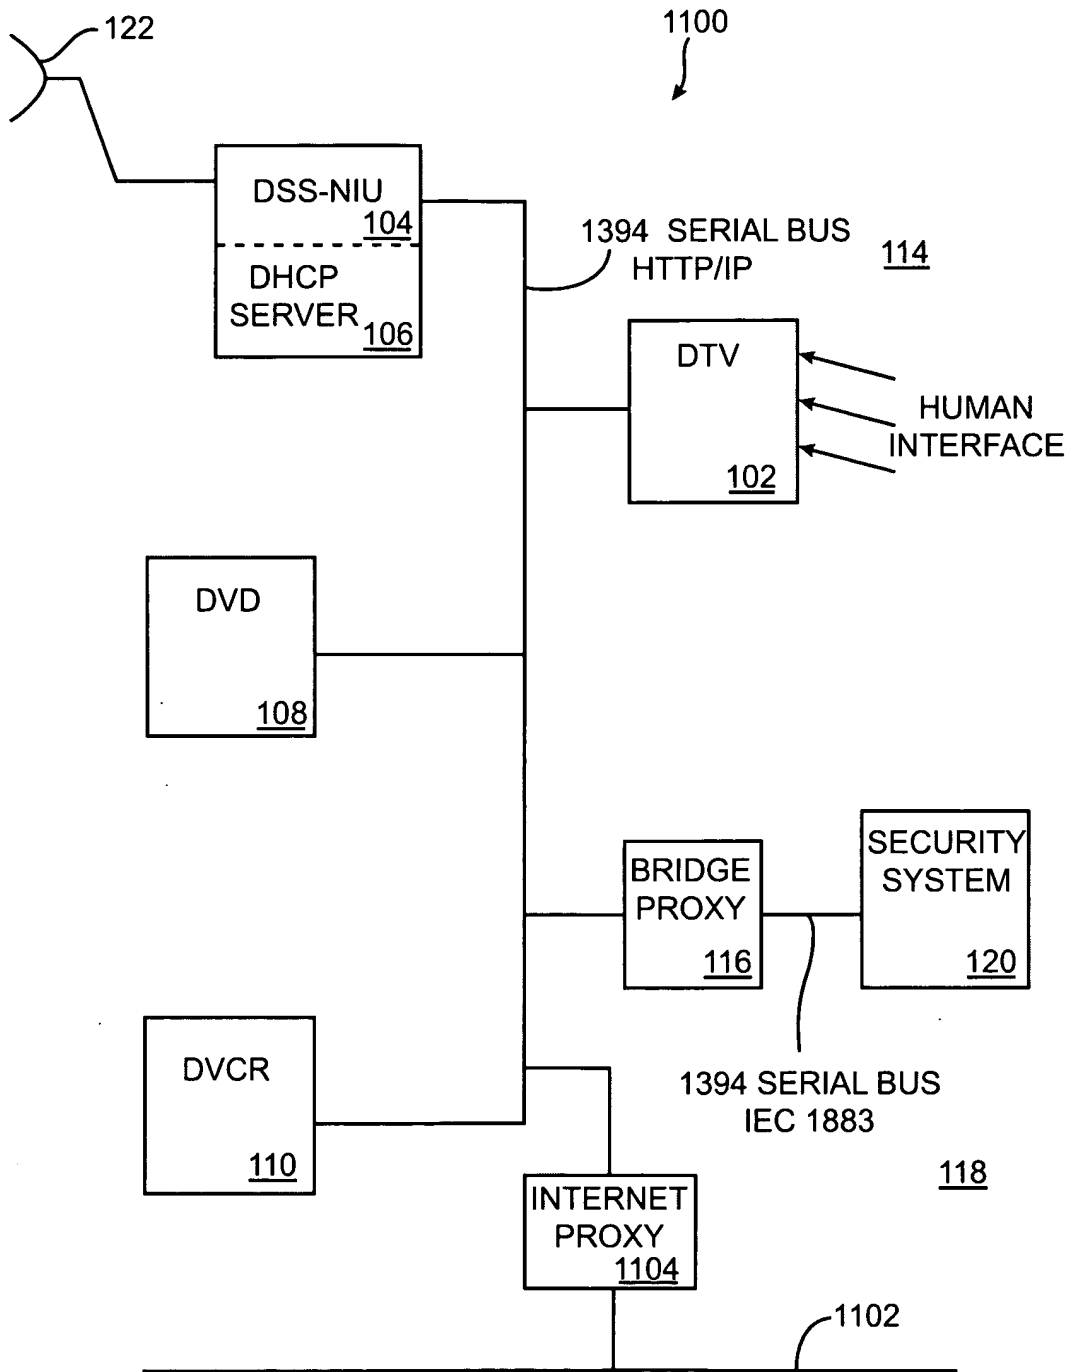 122
1100
DSS-NIU
104
DHCP
SERVER
106
1394 SERIAL BUS
HTTP/IP
114
DTV
102
HUMAN
INTERFACE
DVD
108
BRIDGE
PROXY
116
SECURITY
SYSTEM
120
1394 SERIAL BUS
IEC 1883
118
DVCR
110
INTERNET
PROXY
1104
1102